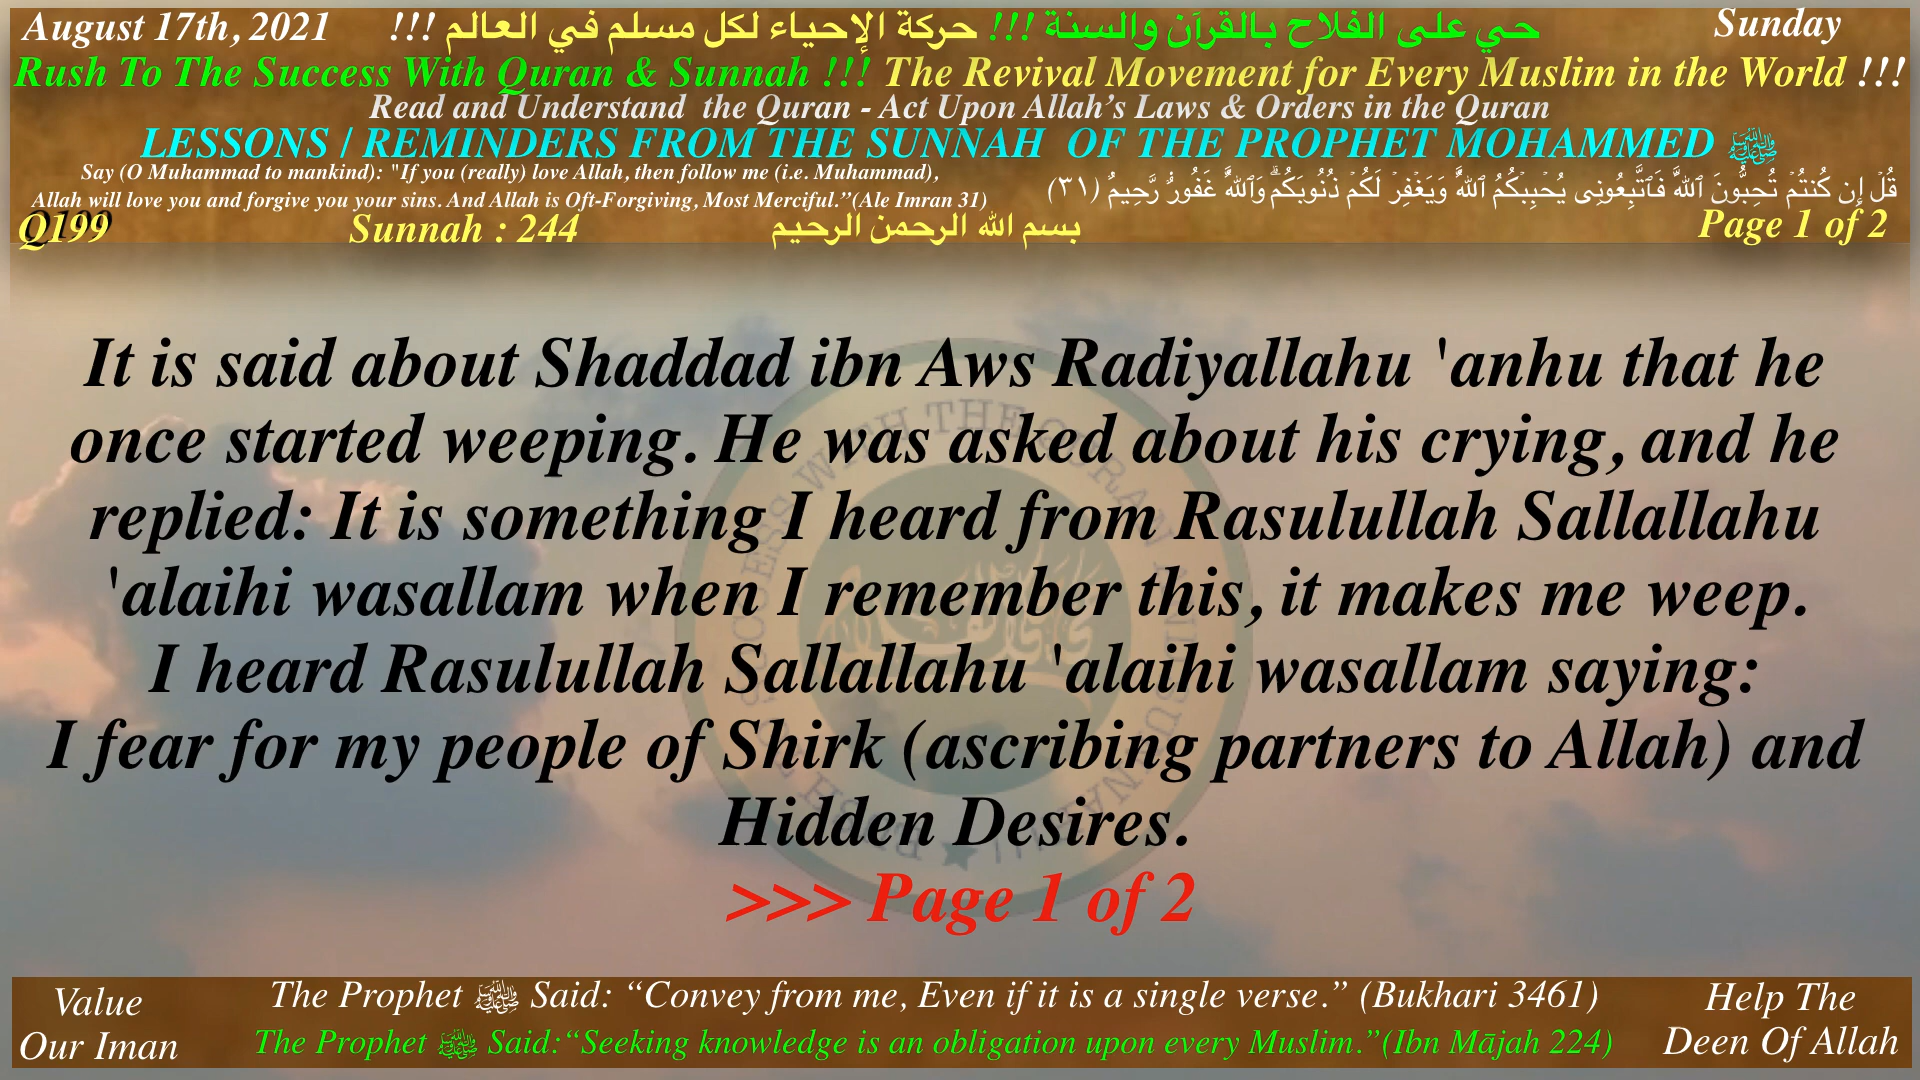 August 17th, 2021 حي على الفلاح بالقرآن والسنة !!! حركة الإحياء لكل مسلم في العالم !!! Sunday
Rush To The Success With Quran & Sunnah !!! The Revival Movement for Every Muslim in the World !!!
Read and Understand the Quran - Act Upon Allah’s Laws & Orders in the Quran
LESSONS / REMINDERS FROM THE SUNNAH OF THE PROPHET MOHAMMED ﷺ
Say (O Muhammad to mankind): "If you (really) love Allah, then follow me (i.e. Muhammad),
Allah will love you and forgive you your sins. And Allah is Oft-Forgiving, Most Merciful.”(Ale Imran 31)
قُلْ إِن كُنتُمْ تُحِبُّونَ ٱللَّهَ فَٱتَّبِعُونِى يُحْبِبْكُمُ ٱللَّهُ وَيَغْفِرْ لَكُمْ ذُنُوبَكُمْ ۗ وَٱللَّهُ غَفُورٌ رَّحِيمٌ (٣١)
Q199 Sunnah : 244 بسم الله الرحمن الرحيم Page 1 of 2
It is said about Shaddad ibn Aws Radiyallahu 'anhu that he
once started weeping. He was asked about his crying, and he
replied: It is something I heard from Rasulullah Sallallahu
'alaihi wasallam when I remember this, it makes me weep.
I heard Rasulullah Sallallahu 'alaihi wasallam saying:
I fear for my people of Shirk (ascribing partners to Allah) and
Hidden Desires.
>>> Page 1 of 2
Value
Our Iman
The Prophet ﷺ Said: “Convey from me, Even if it is a single verse.” (Bukhari 3461)
The Prophet ﷺ Said:“Seeking knowledge is an obligation upon every Muslim.”(Ibn Mājah 224)
Help The
Deen Of Allah